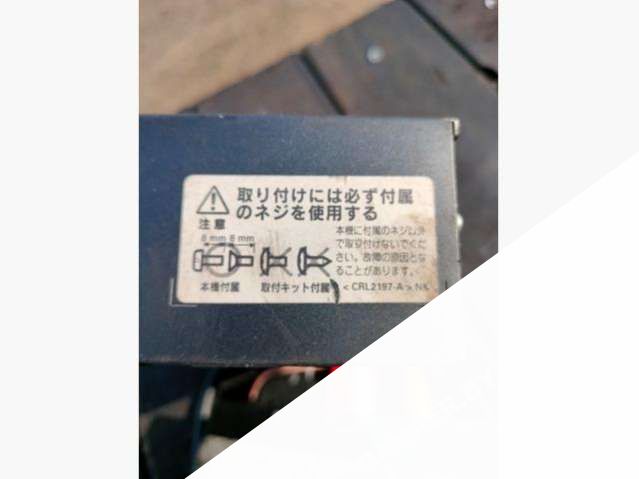 取り付けには必ず付属
のネジを使用する
注意
8 mm 8 mm
本機に付属のネジ以外
で取り付けないでくだ
さい。故障の原因とな
ることがあります。
本機付属
取付キット付属
< CRL2197-A > N